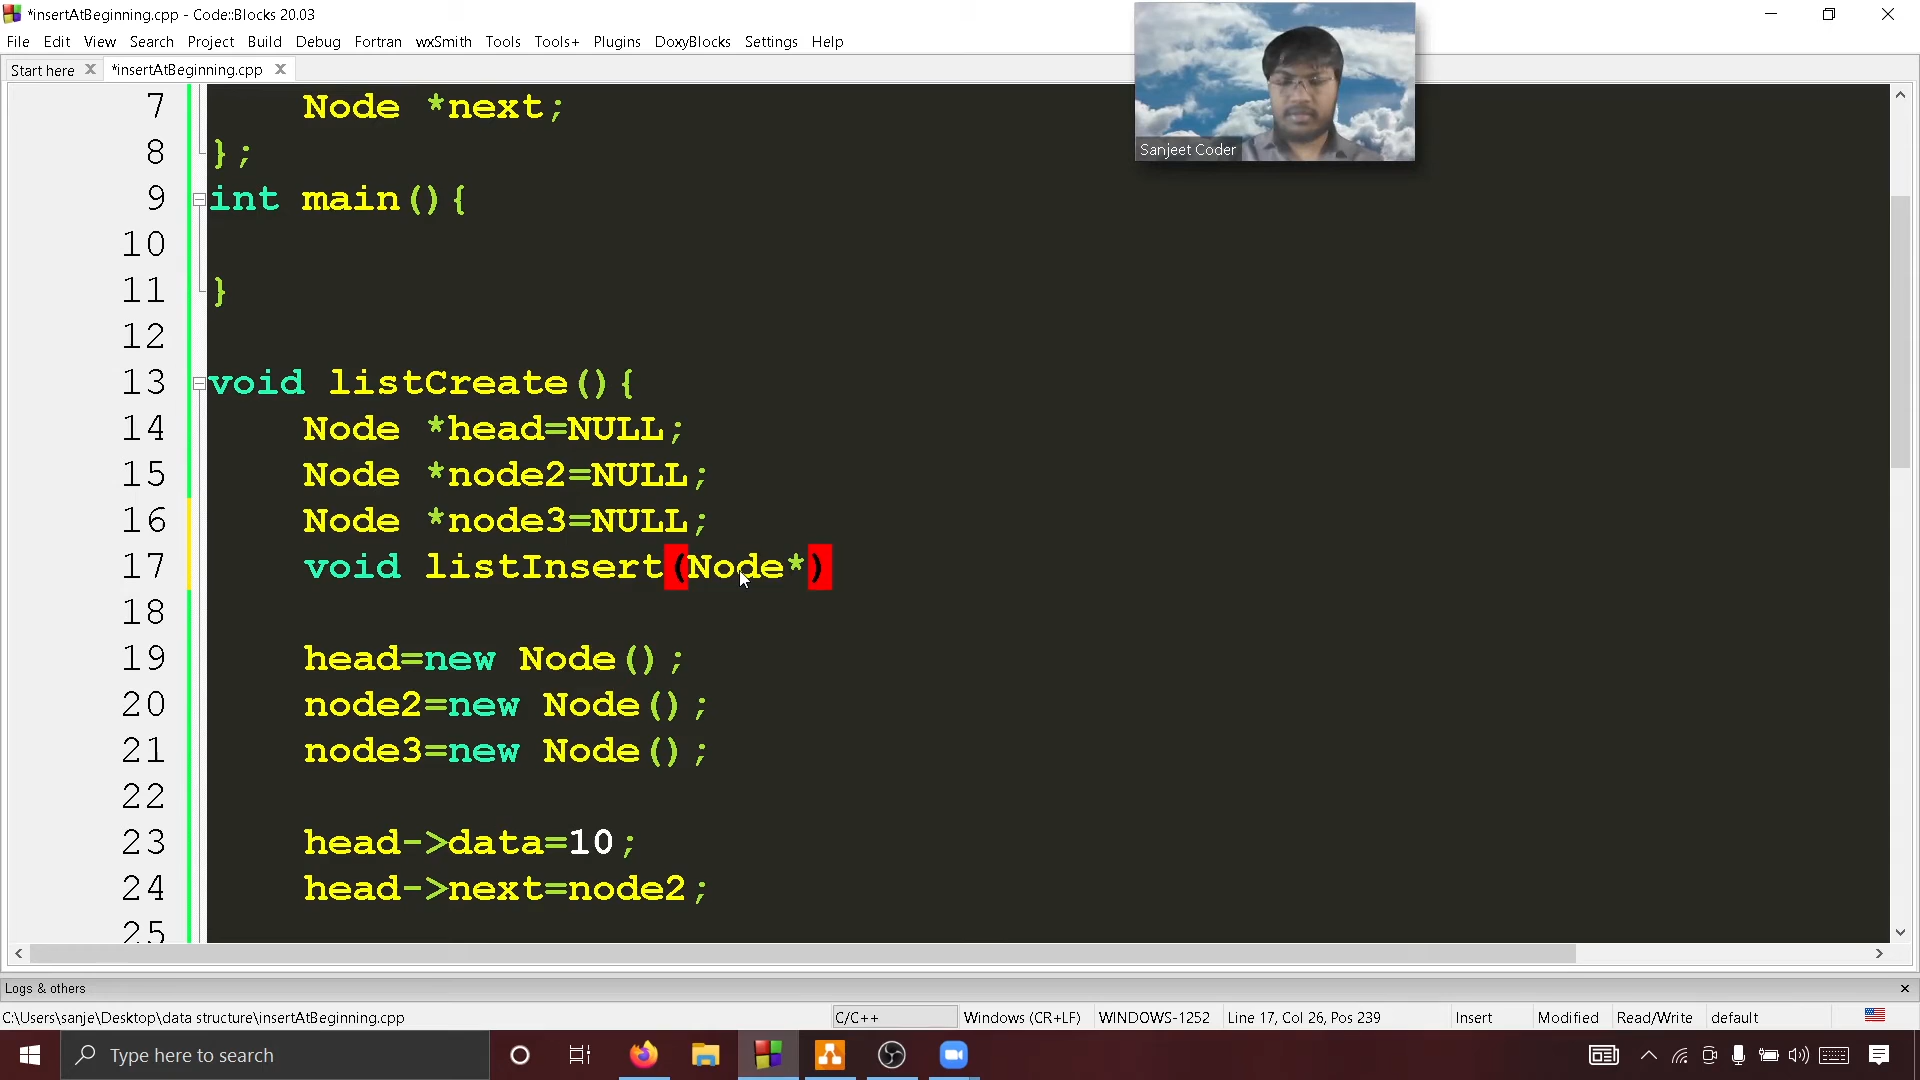 *insertAtBeginning.cpp - Code::Blocks 20.03
File Edit View Search Project Build Debug Fortran wxSmith Tools Tools+ Plugins DoxyBlocks Settings Help
Start here *insertAtBeginning.cpp
Sanjeet Coder
7 Node *next;
8 };
9 int main(){
10
11 }
12
13 void listCreate(){
14 Node *head=NULL;
15 Node *node2=NULL;
16 Node *node3=NULL;
17 void listInsert(Node*)
18
19 head=new Node();
20 node2=new Node();
21 node3=new Node();
22
23 head->data=10;
24 head->next=node2;
25
Logs & others
C:\Users\sanje\Desktop\data structure\insertAtBeginning.cpp C/C++ Windows (CR+LF) WINDOWS-1252 Line 17, Col 26, Pos 239 Insert Modified Read/Write default
Type here to search